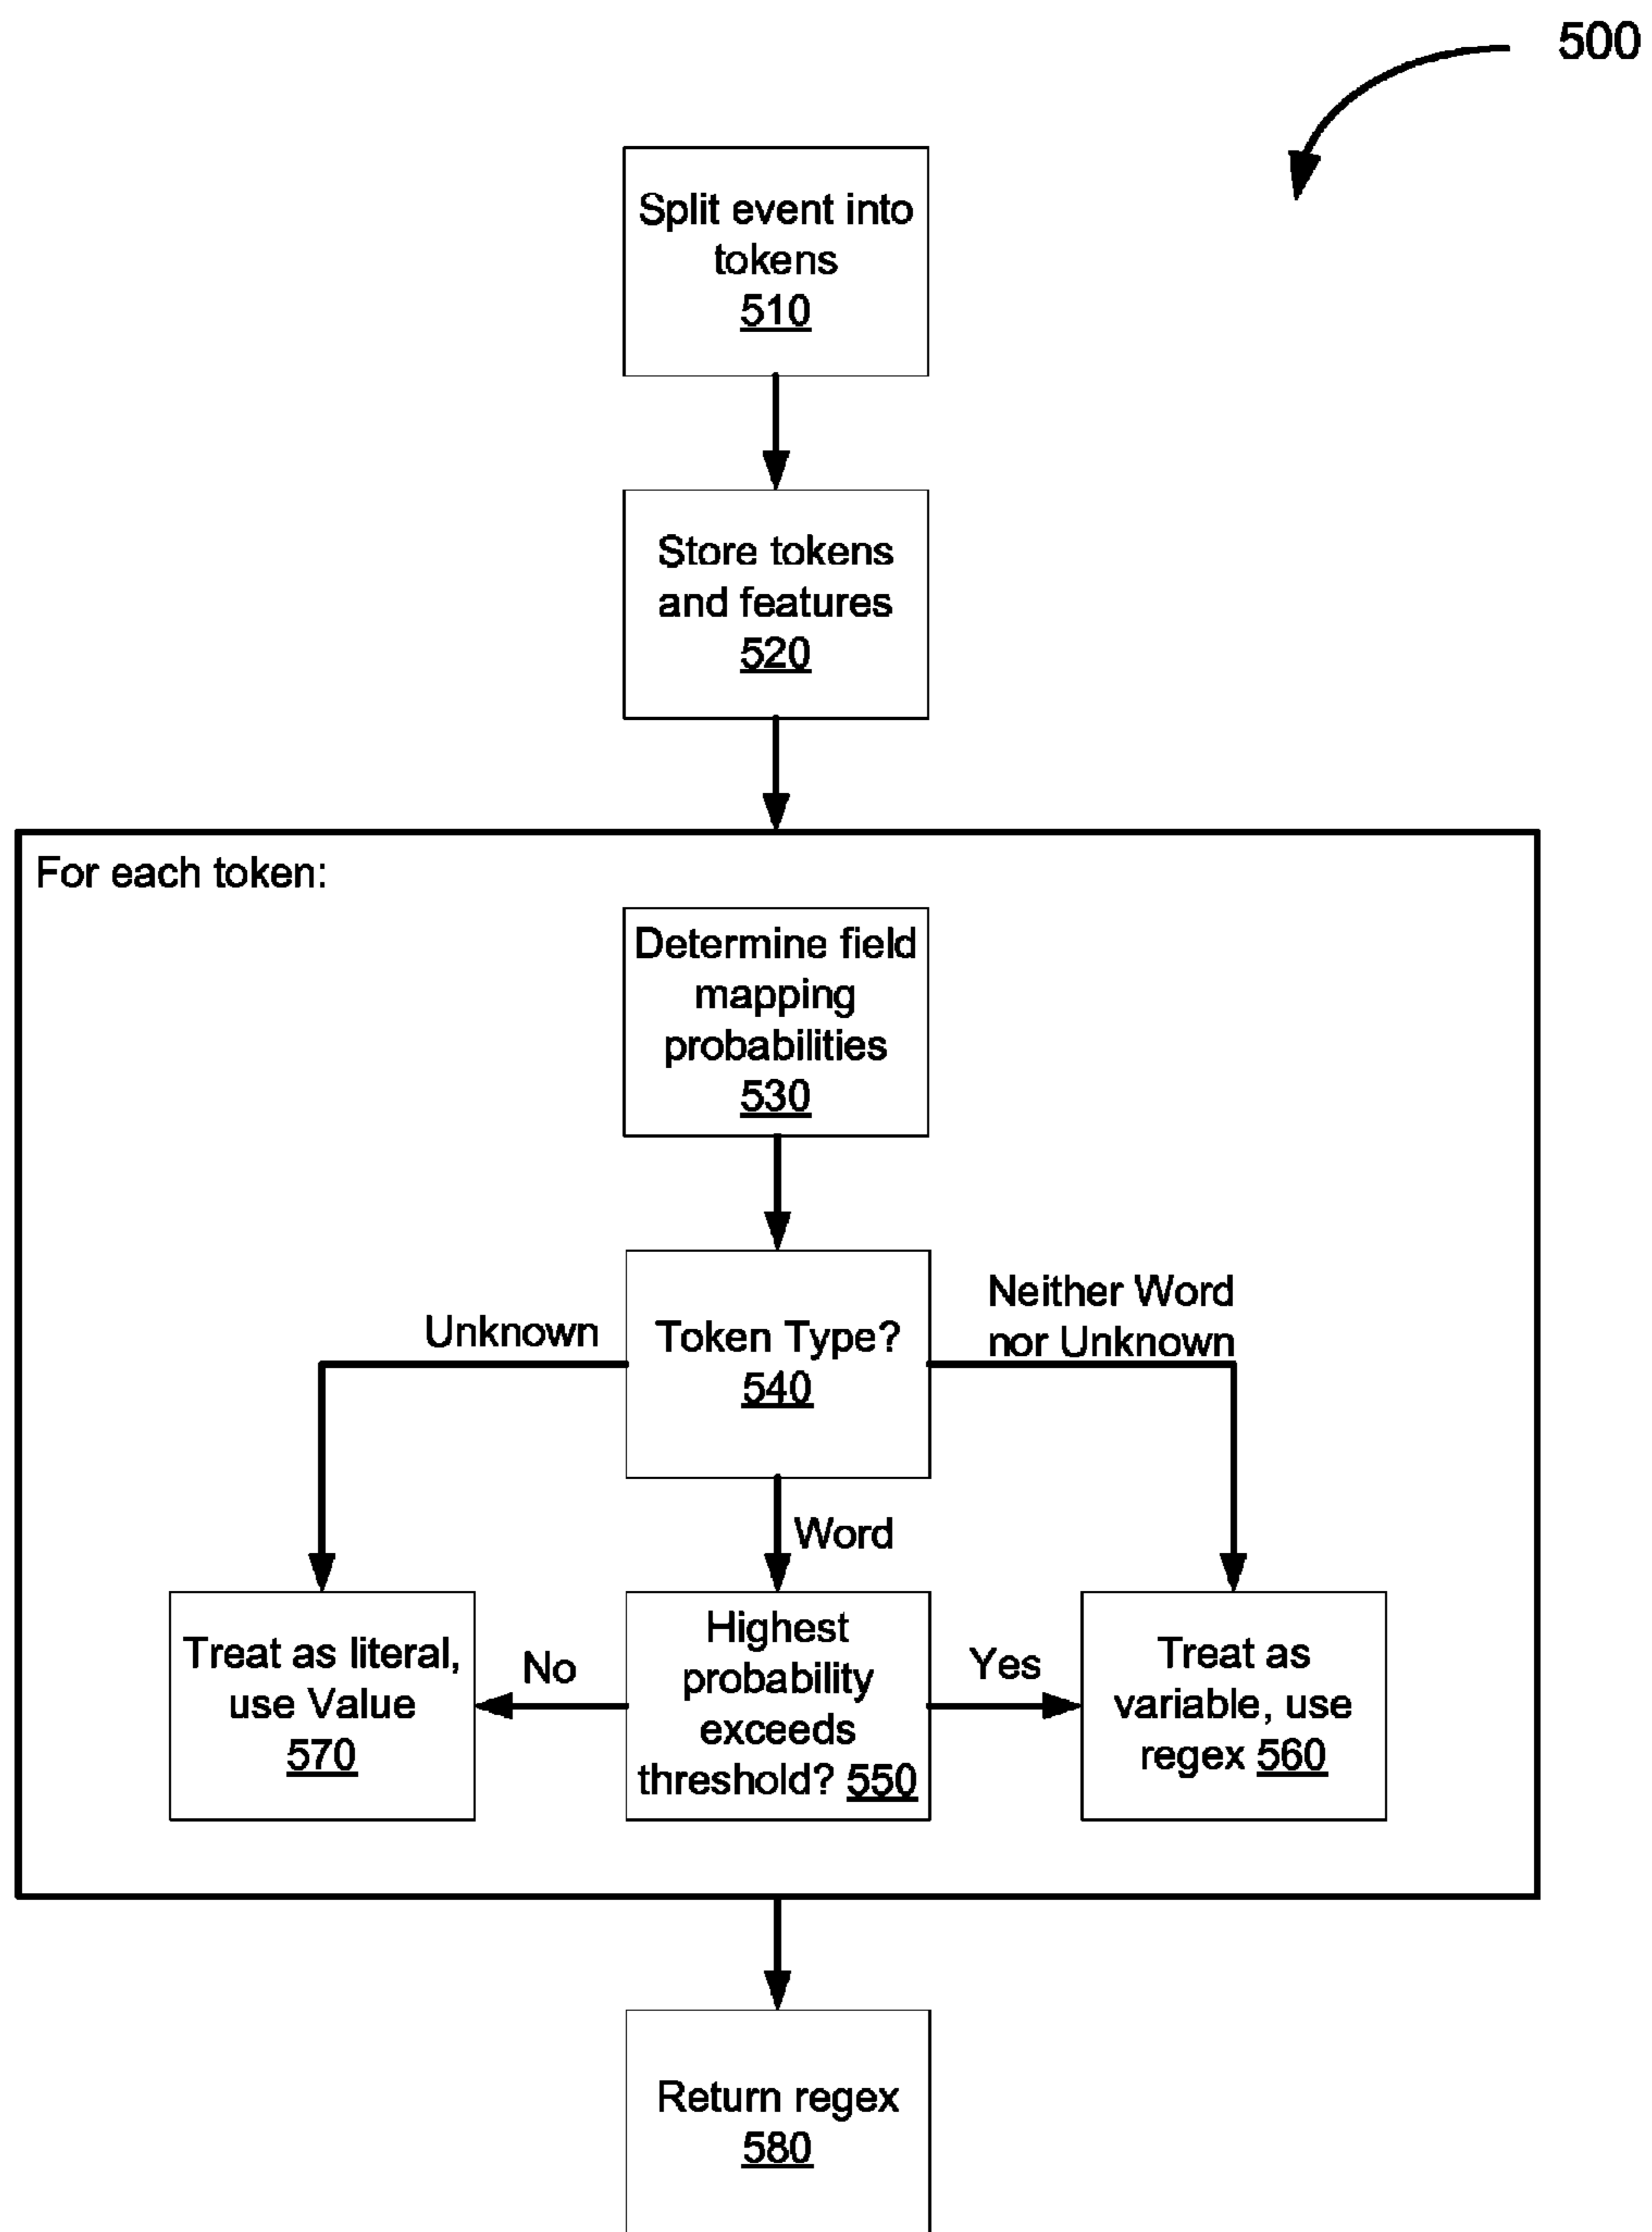 500
Split event into
tokens
510
Store tokens
and features
520
For each token:
Determine field
mapping
probabilities
530
Unknown
Token Type?
540
Neither Word
nor Unknown
Word
Treat as literal,
use Value
570
No
Highest
probability
exceeds
threshold? 550
Yes
Treat as
variable, use
regex 560
Return regex
580